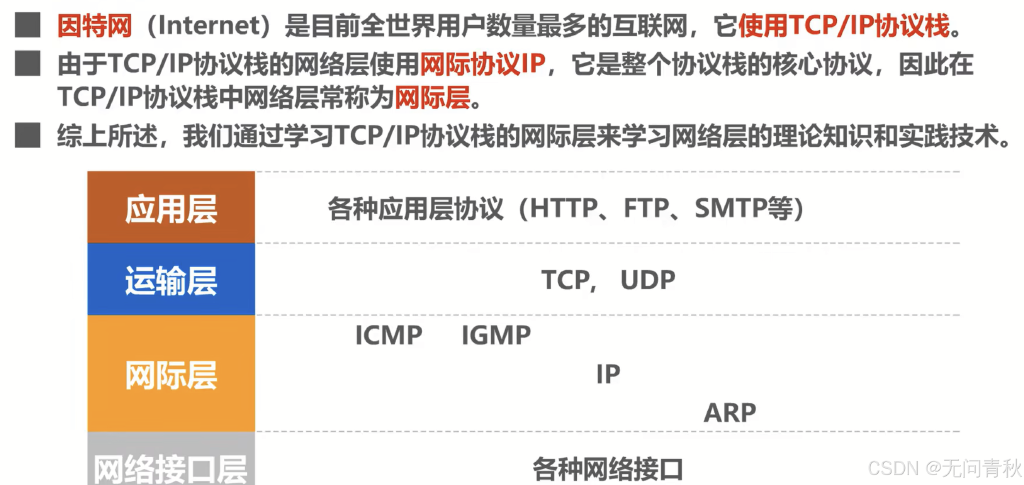 因特网（Internet）是目前全世界用户数量最多的互联网，它使用TCP/IP协议栈。
由于TCP/IP协议栈的网络层使用网际协议IP，它是整个协议栈的核心协议，因此在
TCP/IP协议栈中网络层常称为网际层。
综上所述，我们通过学习TCP/IP协议栈的网际层来学习网络层的理论知识和实践技术。
应用层 各种应用层协议（HTTP、FTP、SMTP等）
运输层 TCP, UDP
ICMP IGMP
网际层 IP
ARP
网络接口层 各种网络接口
CSDN @无问青秋